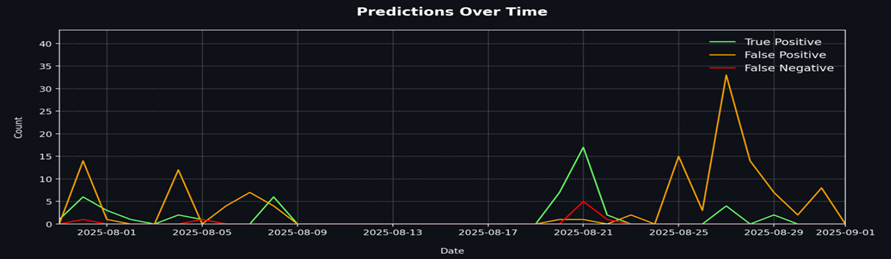 Predictions Over Time
True Positive
False Positive
False Negative
40
35
30
25
20
15
10
5
0
Count
2025-08-01 2025-08-05 2025-08-09 2025-08-13 2025-08-17 2025-08-21 2025-08-25 2025-08-29 2025-09-01
Date